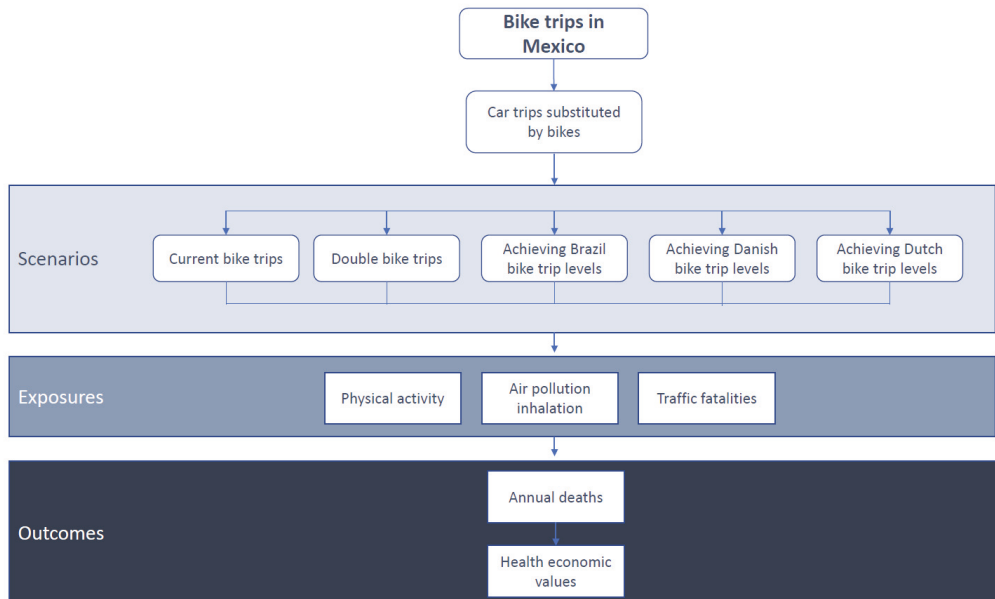 Bike trips in
Mexico
Car trips substituted
by bikes
Scenarios
Current bike trips
Double bike trips
Achieving Brazil
bike trip levels
Achieving Danish
bike trip levels
Achieving Dutch
bike trip levels
Exposures
Physical activity
Air pollution
inhalation
Traffic fatalities
Outcomes
Annual deaths
Health economic
values